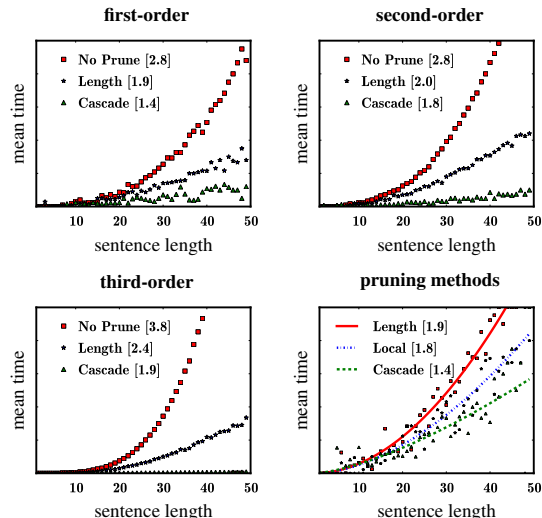 first-order
No Prune [2.8]
Length [1.9]
Cascade [1.4]
mean time
10 20 30 40 50
sentence length
second-order
No Prune [2.8]
Length [2.0]
Cascade [1.8]
mean time
10 20 30 40 50
sentence length
third-order
No Prune [3.8]
Length [2.4]
Cascade [1.9]
mean time
10 20 30 40 50
sentence length
pruning methods
Length [1.9]
Local [1.8]
Cascade [1.4]
mean time
10 20 30 40 50
sentence length